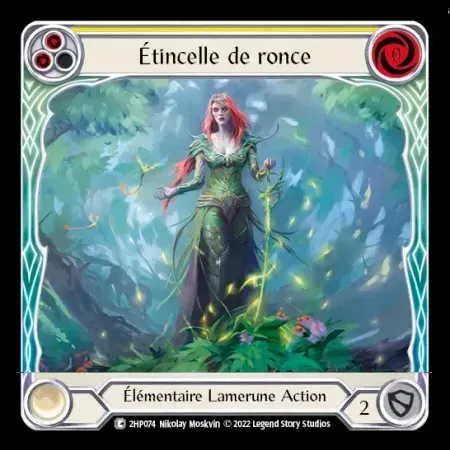 Étincelle de ronce
0
Élémentaire Lamerune Action
2
C 2HP074 Nikolay Moskvin © 2022 Legend Story Studios